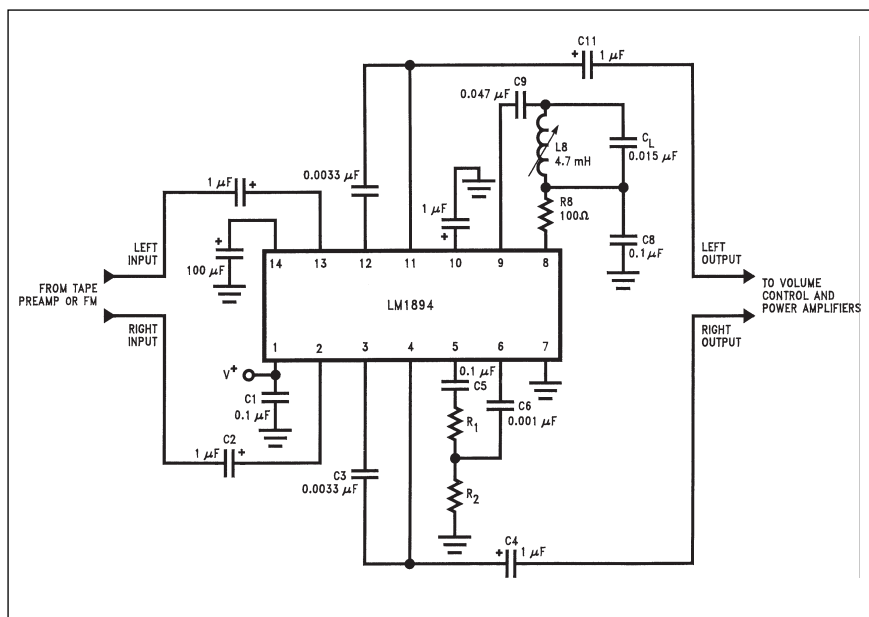 C11
+ 1 μF
C9
0.047 μF
L8
4.7 mH
CL
0.015 μF
0.0033 μF
1 μF
+
1 μF
+
R8
100Ω
C8
0.1 μF
+
100 μF
LEFT
INPUT
FROM TAPE
PREAMP OR FM
RIGHT
INPUT
14 13 12 11 10 9 8
LM1894
1 2 3 4 5 6 7
LEFT
OUTPUT
TO VOLUME
CONTROL AND
POWER AMPLIFIERS
RIGHT
OUTPUT
V+
C1
0.1 μF
0.1 μF
C5
C6
0.001 μF
R1
C2
1 μF +
C3
0.0033 μF
R2
C4
+ 1 μF